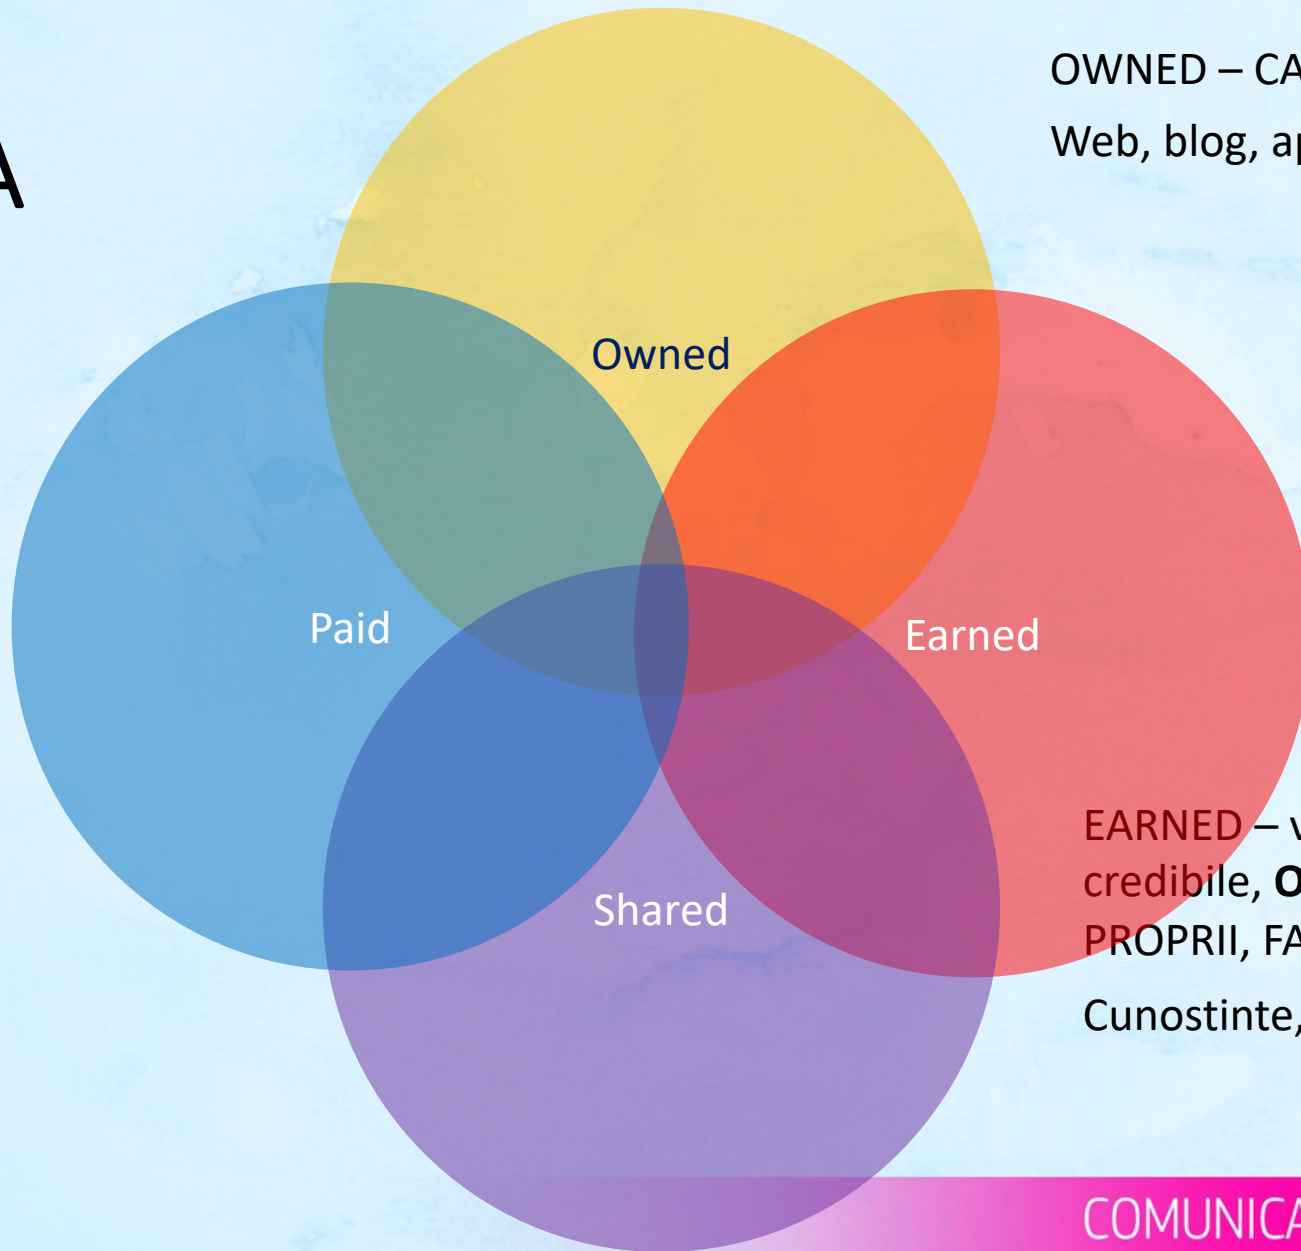 A
OWNED – CA
Web, blog, ap
Owned
Paid
Earned
EARNED – v
credibile, O
PROPRII, FA
Shared
Cunostinte,
COMUNICA